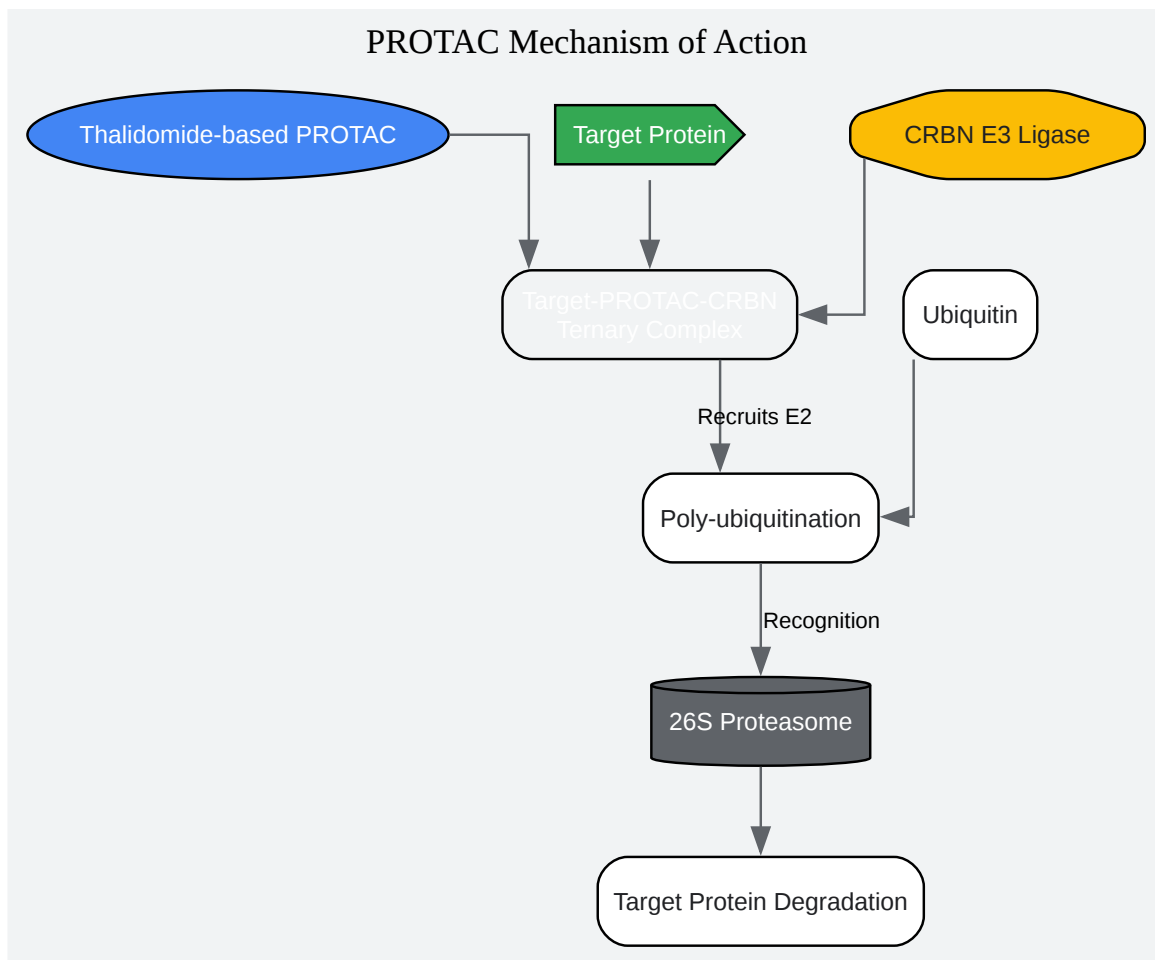 PROTAC Mechanism of Action
Thalidomide-based PROTAC
Target Protein
CRBN E3 Ligase
Target-PROTAC-CRBN
Ternary Complex
Ubiquitin
Recruits E2
Poly-ubiquitination
Recognition
26S Proteasome
Target Protein Degradation